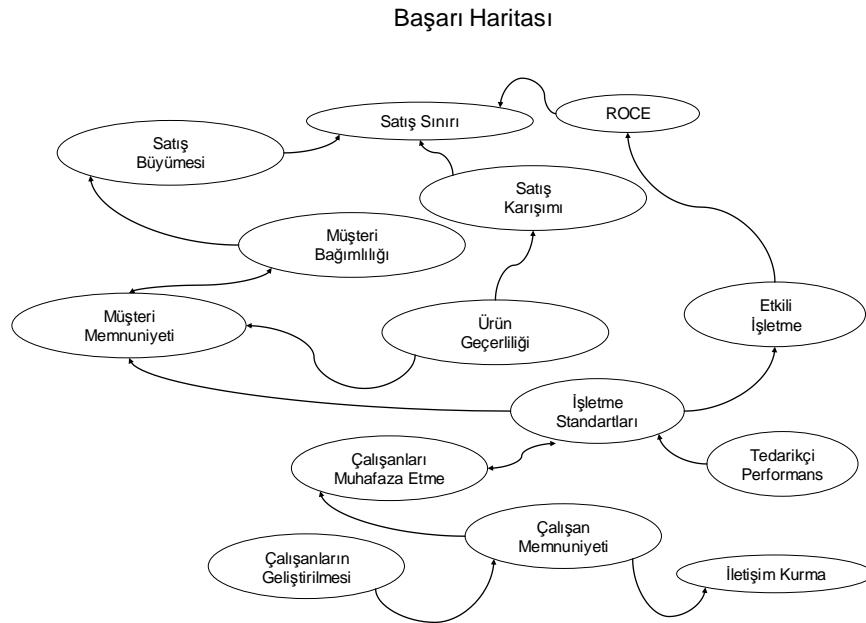 Başarı Haritası
Satış Sınırı
ROCE
Satış
Büyümesi
Satış
Karışımı
Müşteri
Bağımlılığı
Müşteri
Memnuniyeti
Ürün
Geçerliliği
Etkili
İşletme
İşletme
Standartları
Çalışanları
Muhafaza Etme
Tedarikçi
Performans
Çalışan
Memnuniyeti
Çalışanların
Geliştirilmesi
İletişim Kurma